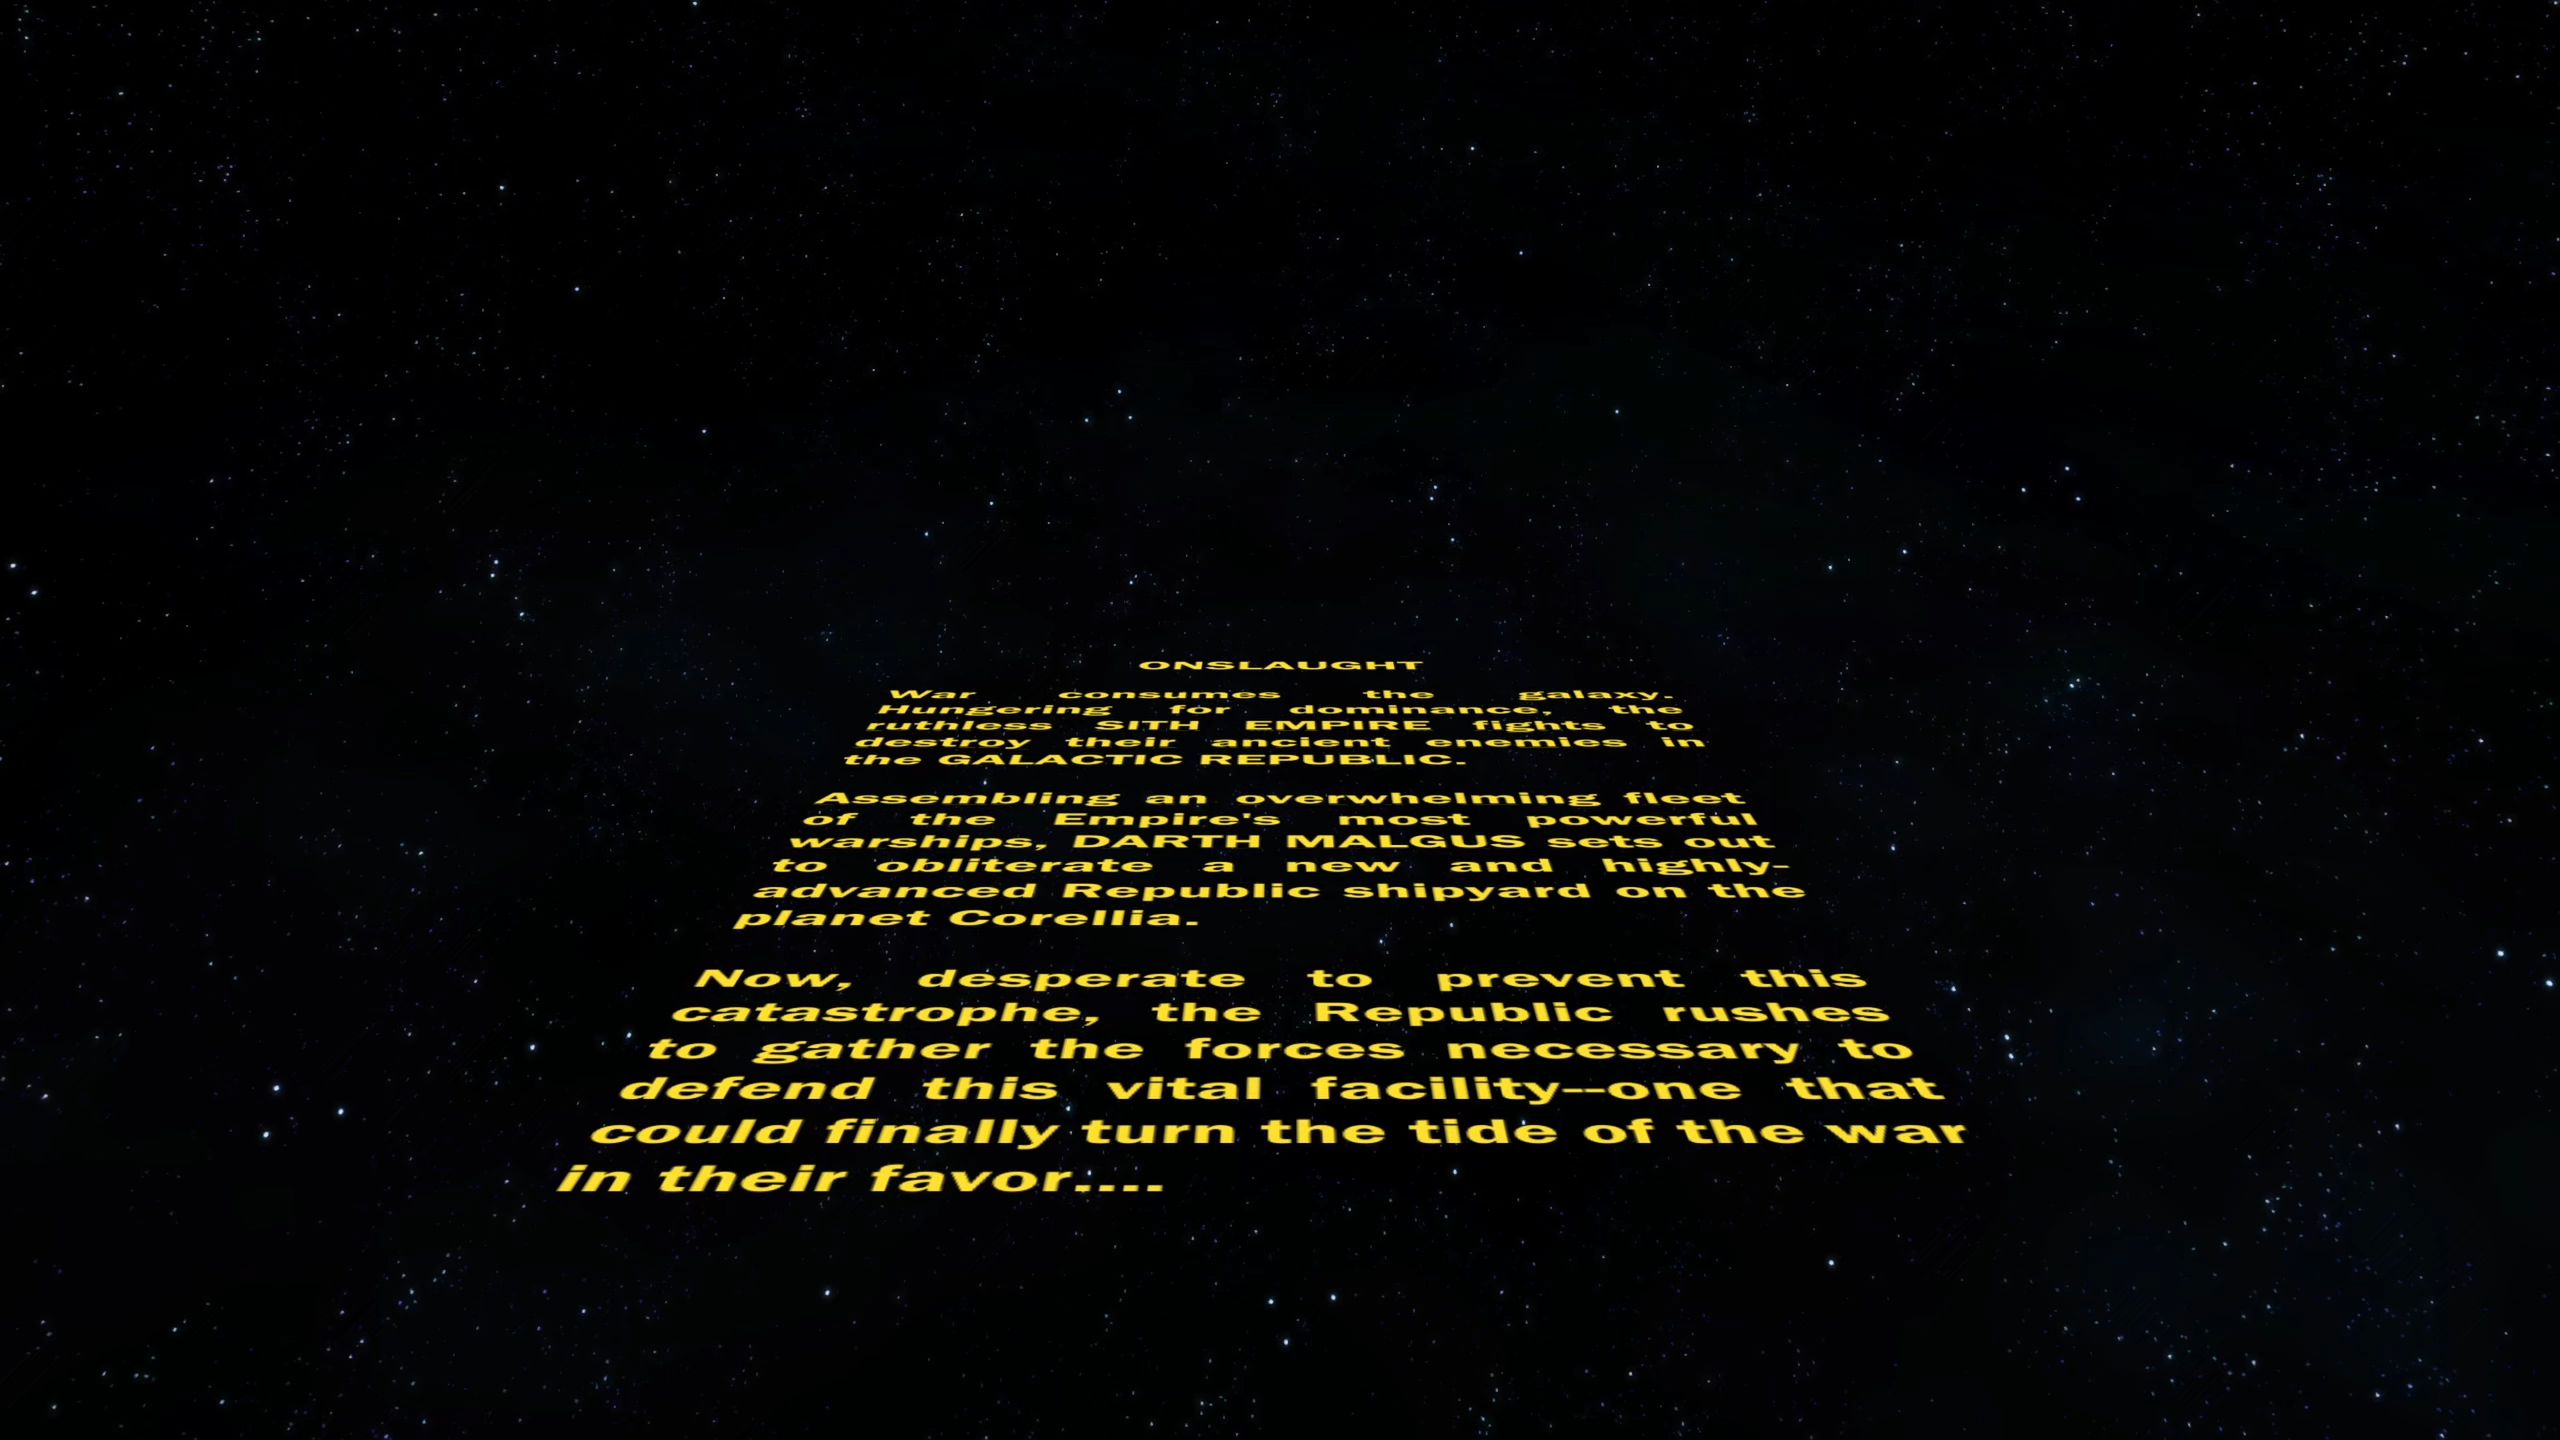 ONSLAUGHT
War consumes the galaxy.
Hungering for dominance, the
ruthless SITH EMPIRE fights to
destroy their ancient enemies in
the GALACTIC REPUBLIC.
Assembling an overwhelming fleet
of the Empire's most powerful
warships, DARTH MALGUS sets out
to obliterate a new and highly-
advanced Republic shipyard on the
planet Corellia.
Now, desperate to prevent this
catastrophe, the Republic rushes
to gather the forces necessary to
defend this vital facility--one that
could finally turn the tide of the war
in their favor....